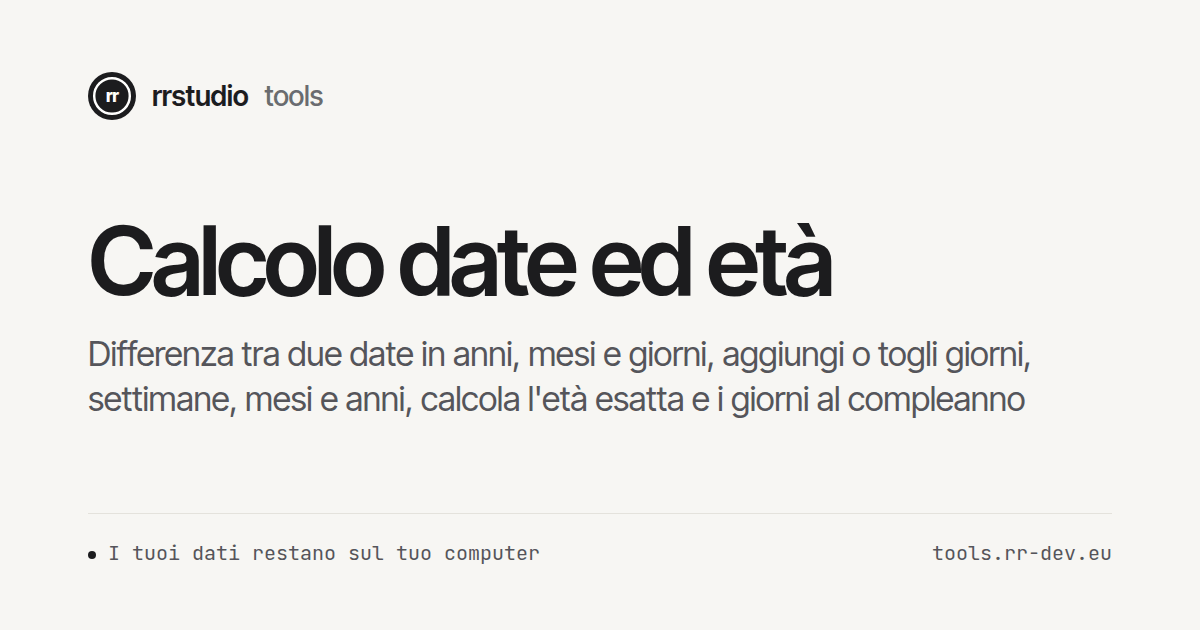 rr rrstudio tools
Calcolo date ed età
Differenza tra due date in anni, mesi e giorni, aggiungi o togli giorni,
settimane, mesi e anni, calcola l'età esatta e i giorni al compleanno
I tuoi dati restano sul tuo computer
tools.rr-dev.eu